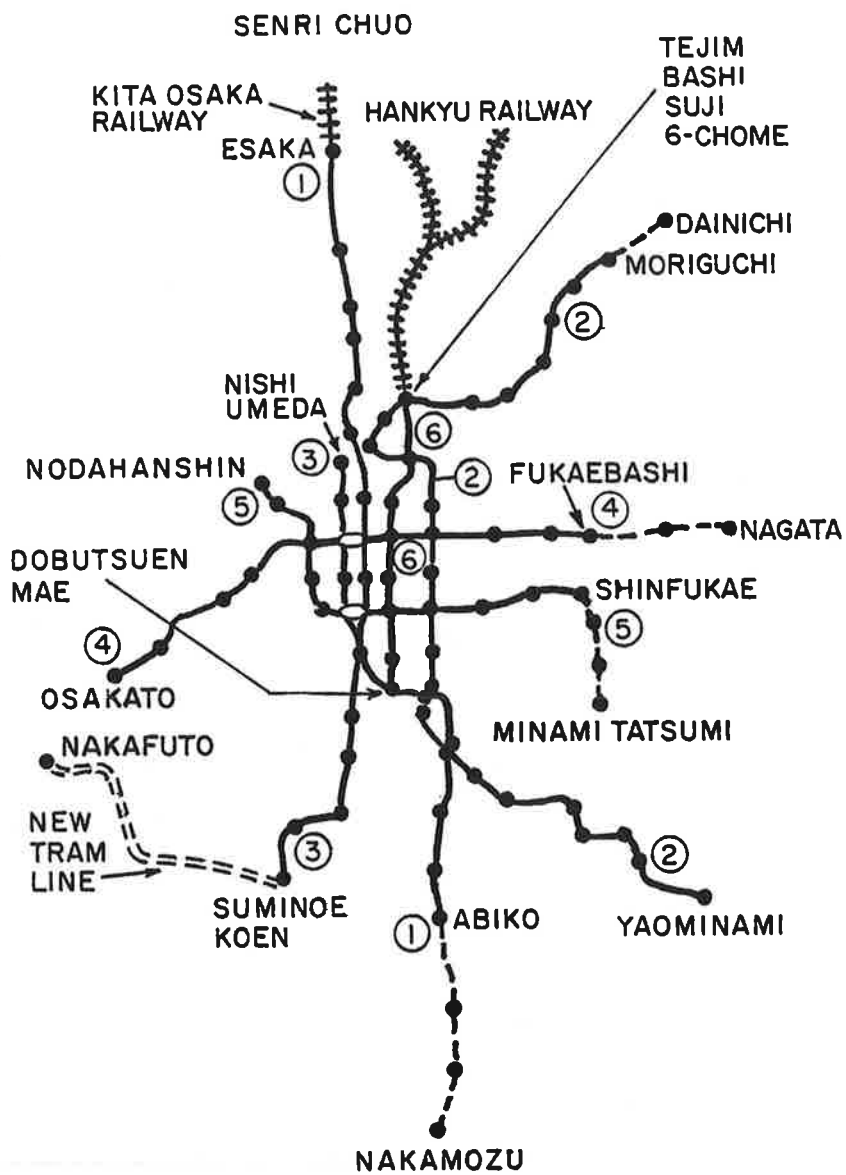 SENRI CHUO
TEJIM
BASHI
SUJI
6-CHOME
KITA OSAKA
RAILWAY
HANKYU RAILWAY
ESAKA
1
DAINICHI
MORIGUCHI
2
NISHI
UMEDA
6
3
NODAHANSHIN
2
FUKAEBASHI
5
4
NAGATA
DOBUTSUEN
MAE
6
SHINFUKAE
5
4
OSAKATO
MINAMI TATSUMI
NAKAFUTO
NEW
TRAM
LINE
3
2
SUMINOE
KOEN
1
ABIKO
YAOMINAMI
NAKAMOZU